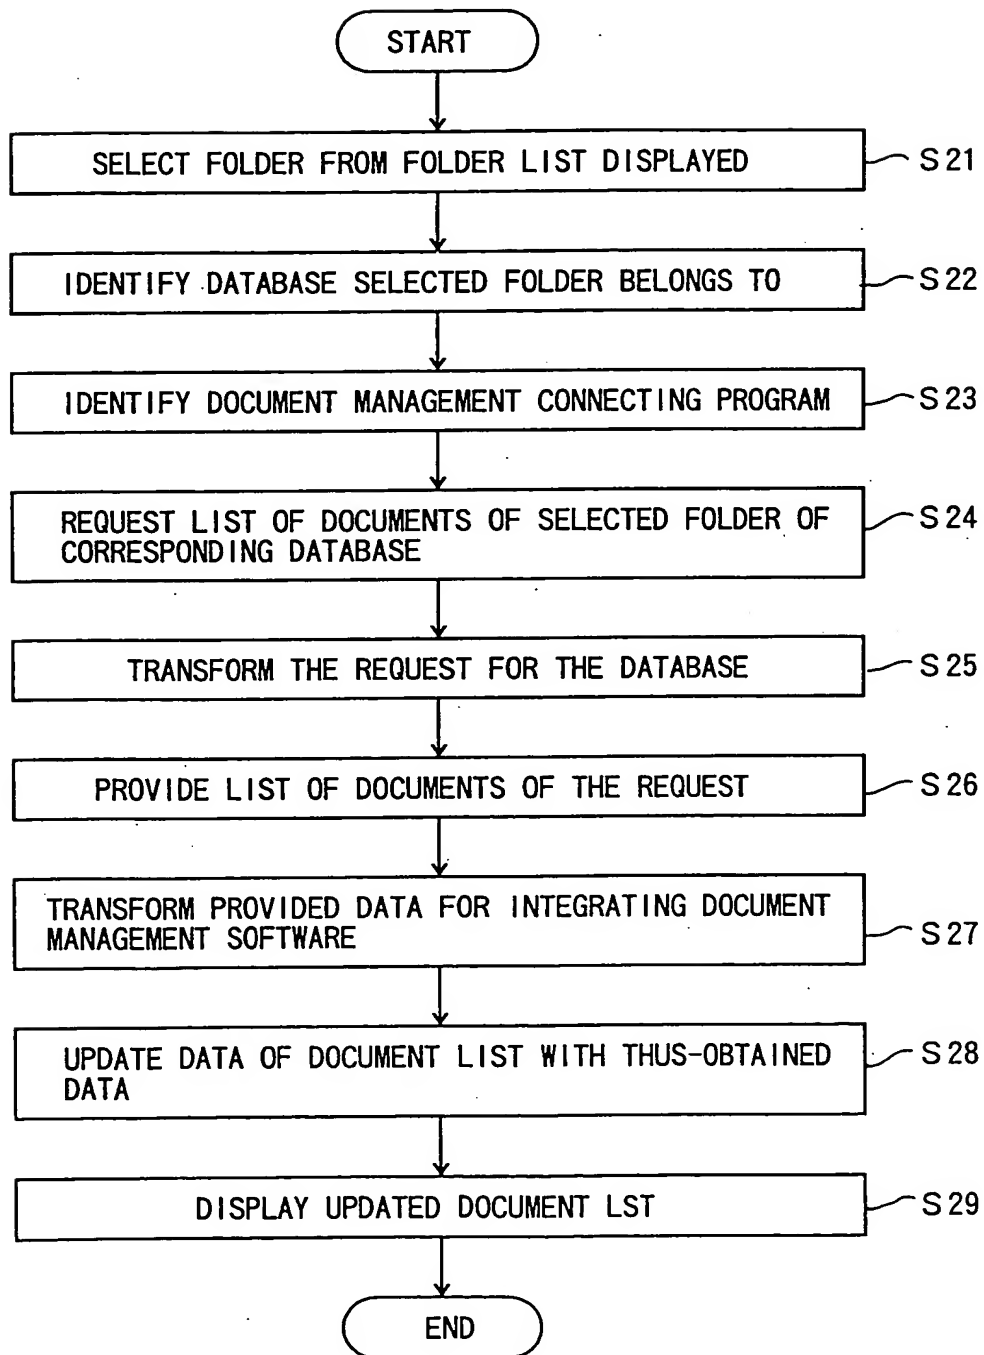 START
SELECT FOLDER FROM FOLDER LIST DISPLAYED
S21
IDENTIFY DATABASE SELECTED FOLDER BELONGS TO
S22
IDENTIFY DOCUMENT MANAGEMENT CONNECTING PROGRAM
S23
REQUEST LIST OF DOCUMENTS OF SELECTED FOLDER OF
CORRESPONDING DATABASE
S24
TRANSFORM THE REQUEST FOR THE DATABASE
S25
PROVIDE LIST OF DOCUMENTS OF THE REQUEST
S26
TRANSFORM PROVIDED DATA FOR INTEGRATING DOCUMENT
MANAGEMENT SOFTWARE
S27
UPDATE DATA OF DOCUMENT LIST WITH THUS-OBTAINED
DATA
S28
DISPLAY UPDATED DOCUMENT LST
S29
END